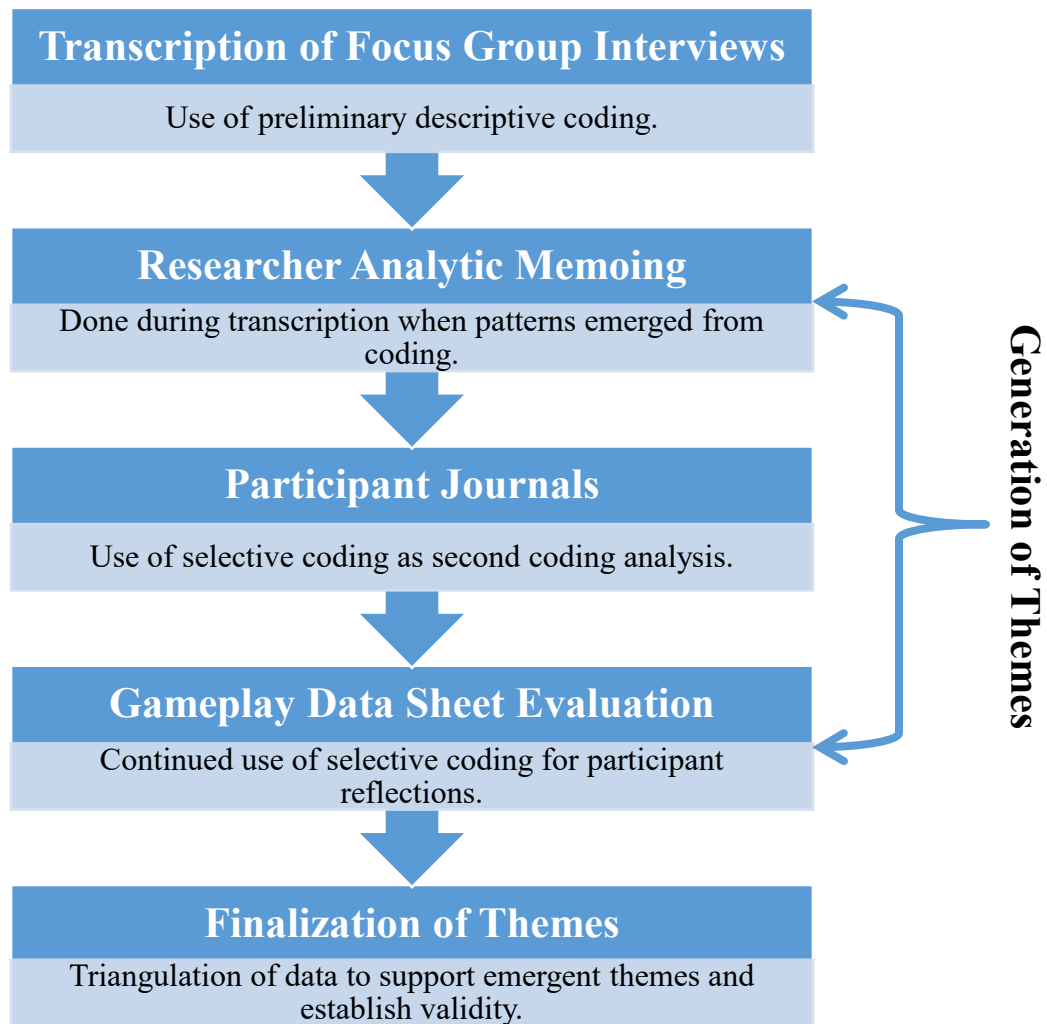 Transcription of Focus Group Interviews
Use of preliminary descriptive coding.
Researcher Analytic Memoing
Done during transcription when patterns emerged from
coding.
Participant Journals
Use of selective coding as second coding analysis.
Gameplay Data Sheet Evaluation
Continued use of selective coding for participant
reflections.
Finalization of Themes
Triangulation of data to support emergent themes and
establish validity.
Generation of Themes